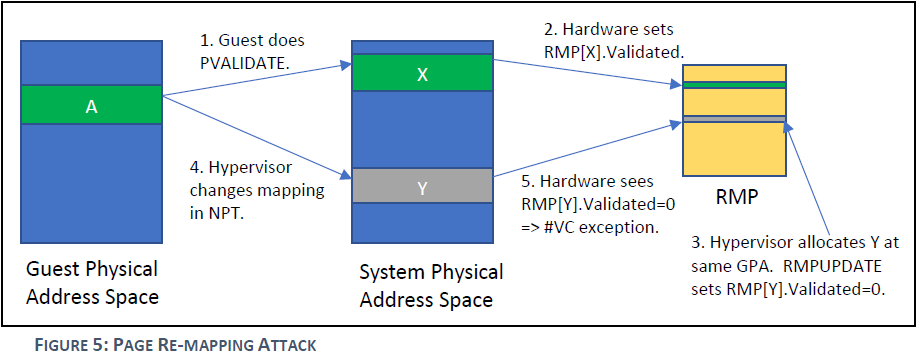 1. Guest does
PVALIDATE.
2. Hardware sets
RMP[X].Validated.
A
X
4. Hypervisor
changes mapping
in NPT.
Y
5. Hardware sees
RMP[Y].Validated=0
=> #VC exception.
RMP
3. Hypervisor allocates Y at
same GPA.  RMPUPDATE
sets RMP[Y].Validated=0.
Guest Physical
Address Space
System Physical
Address Space
FIGURE 5: PAGE RE-MAPPING ATTACK